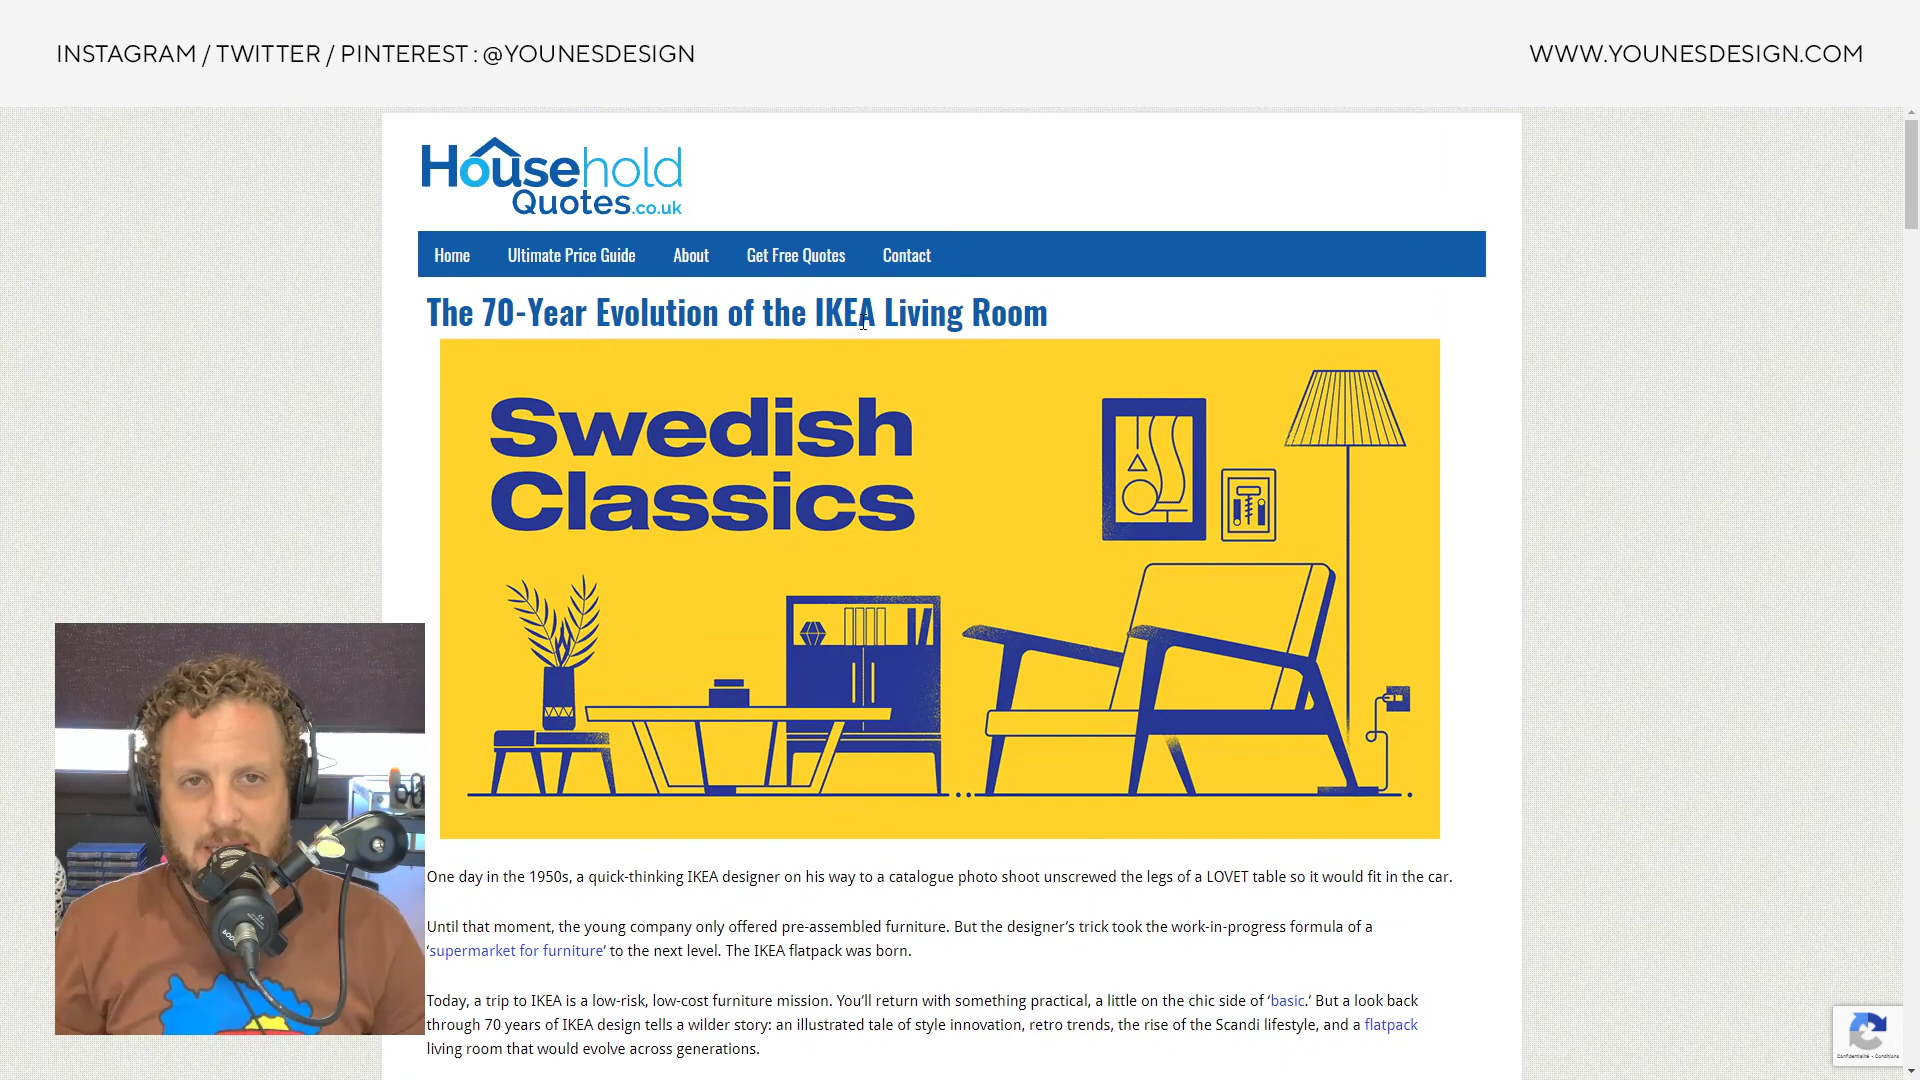 INSTAGRAM / TWITTER / PINTEREST : @YOUNESDESIGN
WWW.YOUNESDESIGN.COM
Household
Quotes.co.uk
Home Ultimate Price Guide About Get Free Quotes Contact
The 70-Year Evolution of the IKEA Living Room
Swedish
Classics
One day in the 1950s, a quick-thinking IKEA designer on his way to a catalogue photo shoot unscrewed the legs of a LOVET table so it would fit in the car.
Until that moment, the young company only offered pre-assembled furniture. But the designer’s trick took the work-in-progress formula of a
‘supermarket for furniture’ to the next level. The IKEA flatpack was born.
Today, a trip to IKEA is a low-risk, low-cost furniture mission. You’ll return with something practical, a little on the chic side of ‘basic.’ But a look back
through 70 years of IKEA design tells a wilder story: an illustrated tale of style innovation, retro trends, the rise of the Scandi lifestyle, and a flatpack
living room that would evolve across generations.
Confidentialité - Conditions